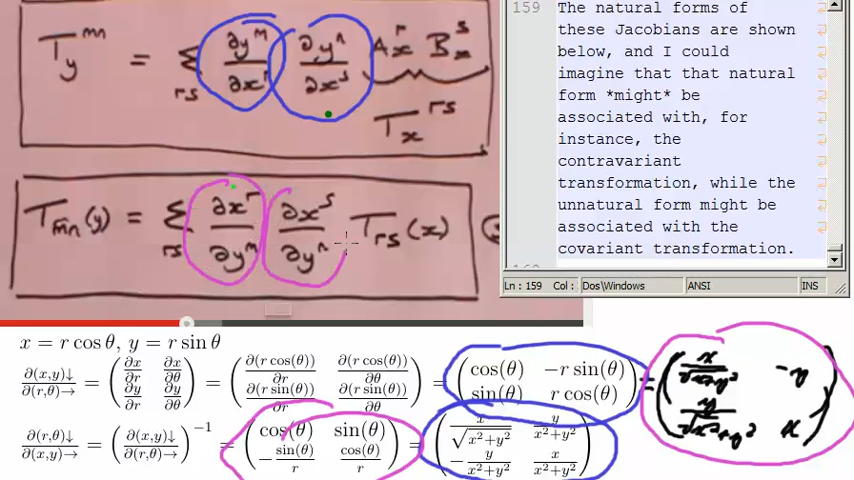 T_y^{mn} = Σ_{rs} ∂y^m/∂x^r ∂y^n/∂x^s A_x^r B_x^s
T_x^{rs}
T_{mn}(y) = Σ_{rs} ∂x^r/∂y^m ∂x^s/∂y^n T_{rs}(x)
159
The natural forms of
these Jacobians are shown
below, and I could
imagine that that natural
form *might* be
associated with, for
instance, the
contravariant
transformation, while the
unnatural form might be
associated with the
covariant transformation.
Ln : 159 Col : Dos\Windows ANSI INS
x = r cos θ, y = r sin θ
∂(x,y)↓/∂(r,θ)→ = (∂x/∂r ∂x/∂θ; ∂y/∂r ∂y/∂θ) = (∂(r cos(θ))/∂r ∂(r cos(θ))/∂θ; ∂(r sin(θ))/∂r ∂(r sin(θ))/∂θ) = (cos(θ) −r sin(θ); sin(θ) r cos(θ)) = (x/√x²+y² −y; y/√x²+y² x)
∂(r,θ)↓/∂(x,y)→ = (∂(x,y)↓/∂(r,θ)→)^{−1} = (cos(θ) sin(θ); −sin(θ)/r cos(θ)/r) = (x/√x²+y² y/x²+y²; −y/x²+y² x/x²+y²)